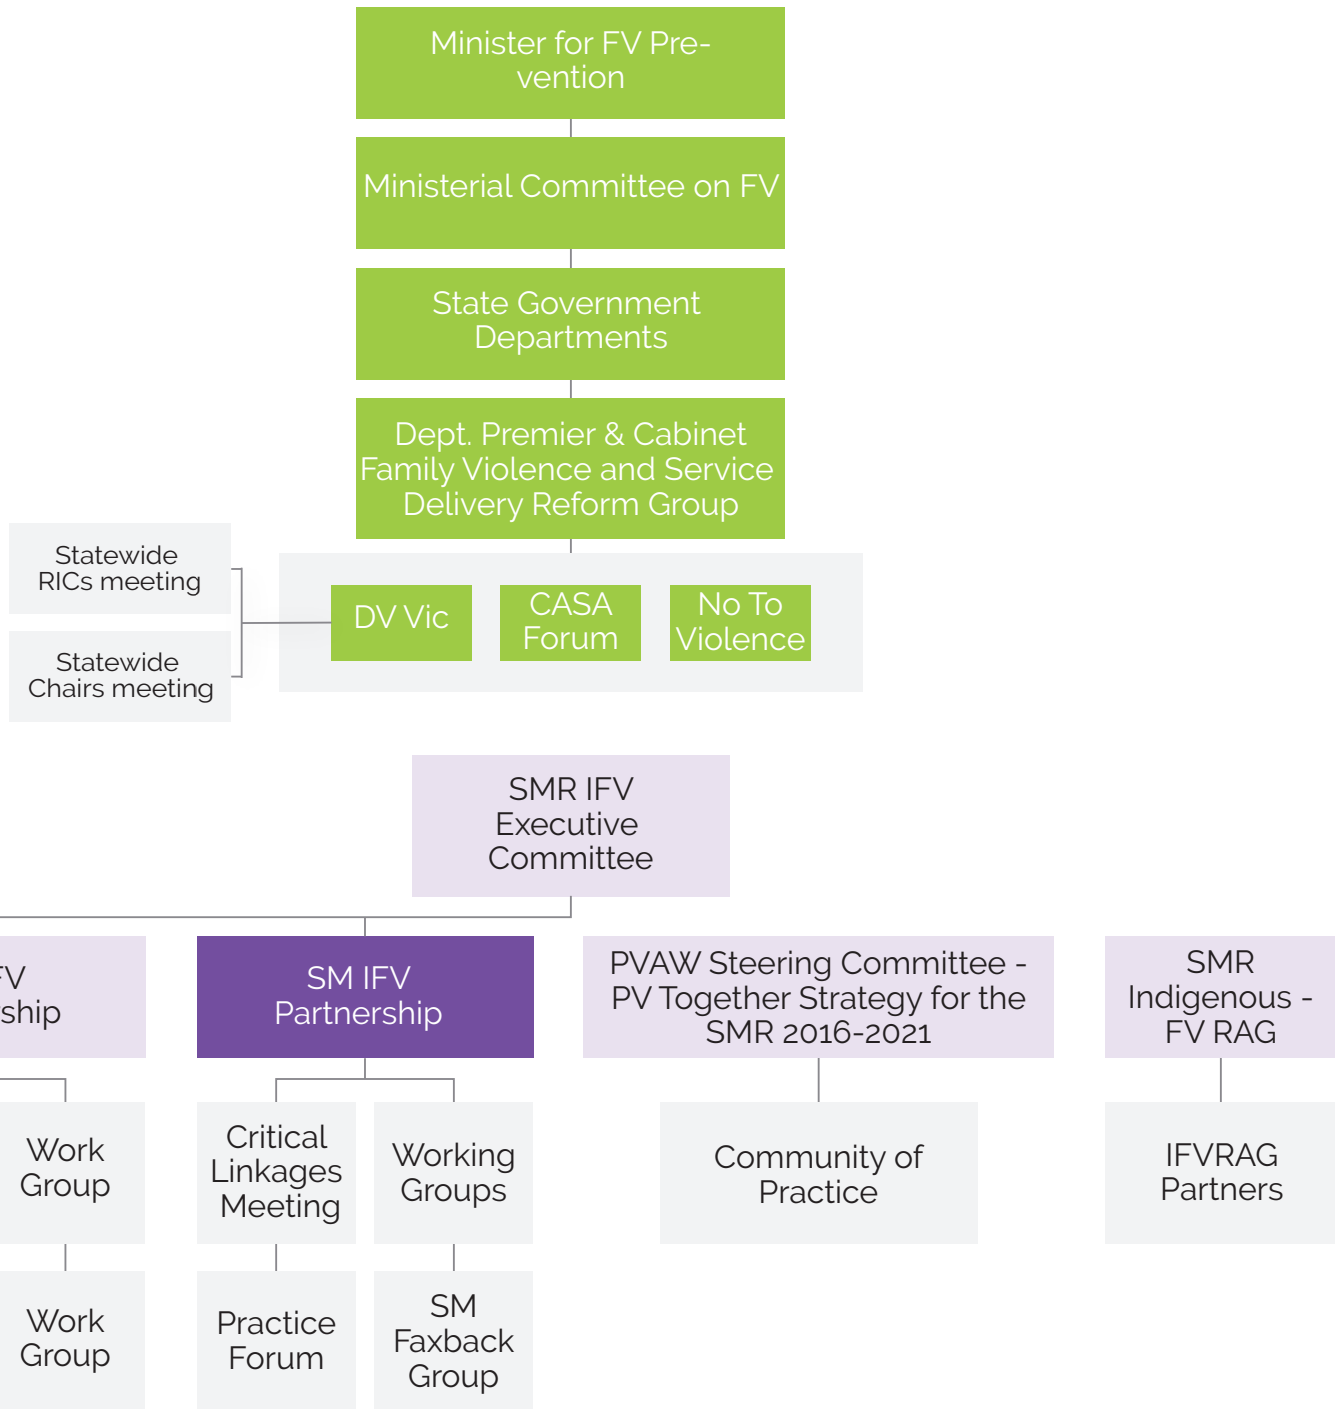 Minister for FV Pre-
vention
Ministerial Committee on FV
State Government
Departments
Dept. Premier & Cabinet
Family Violence and Service
Delivery Reform Group
Statewide
RICs meeting
Statewide
Chairs meeting
DV Vic
CASA
Forum
No To
Violence
SMR IFV
Executive
Committee
SM IFV
Partnership
PVAW Steering Committee -
PV Together Strategy for the
SMR 2016-2021
SMR
Indigenous -
FV RAG
Work
Group
Critical
Linkages
Meeting
Working
Groups
Community of
Practice
IFVRAG
Partners
Work
Group
Practice
Forum
SM
Faxback
Group